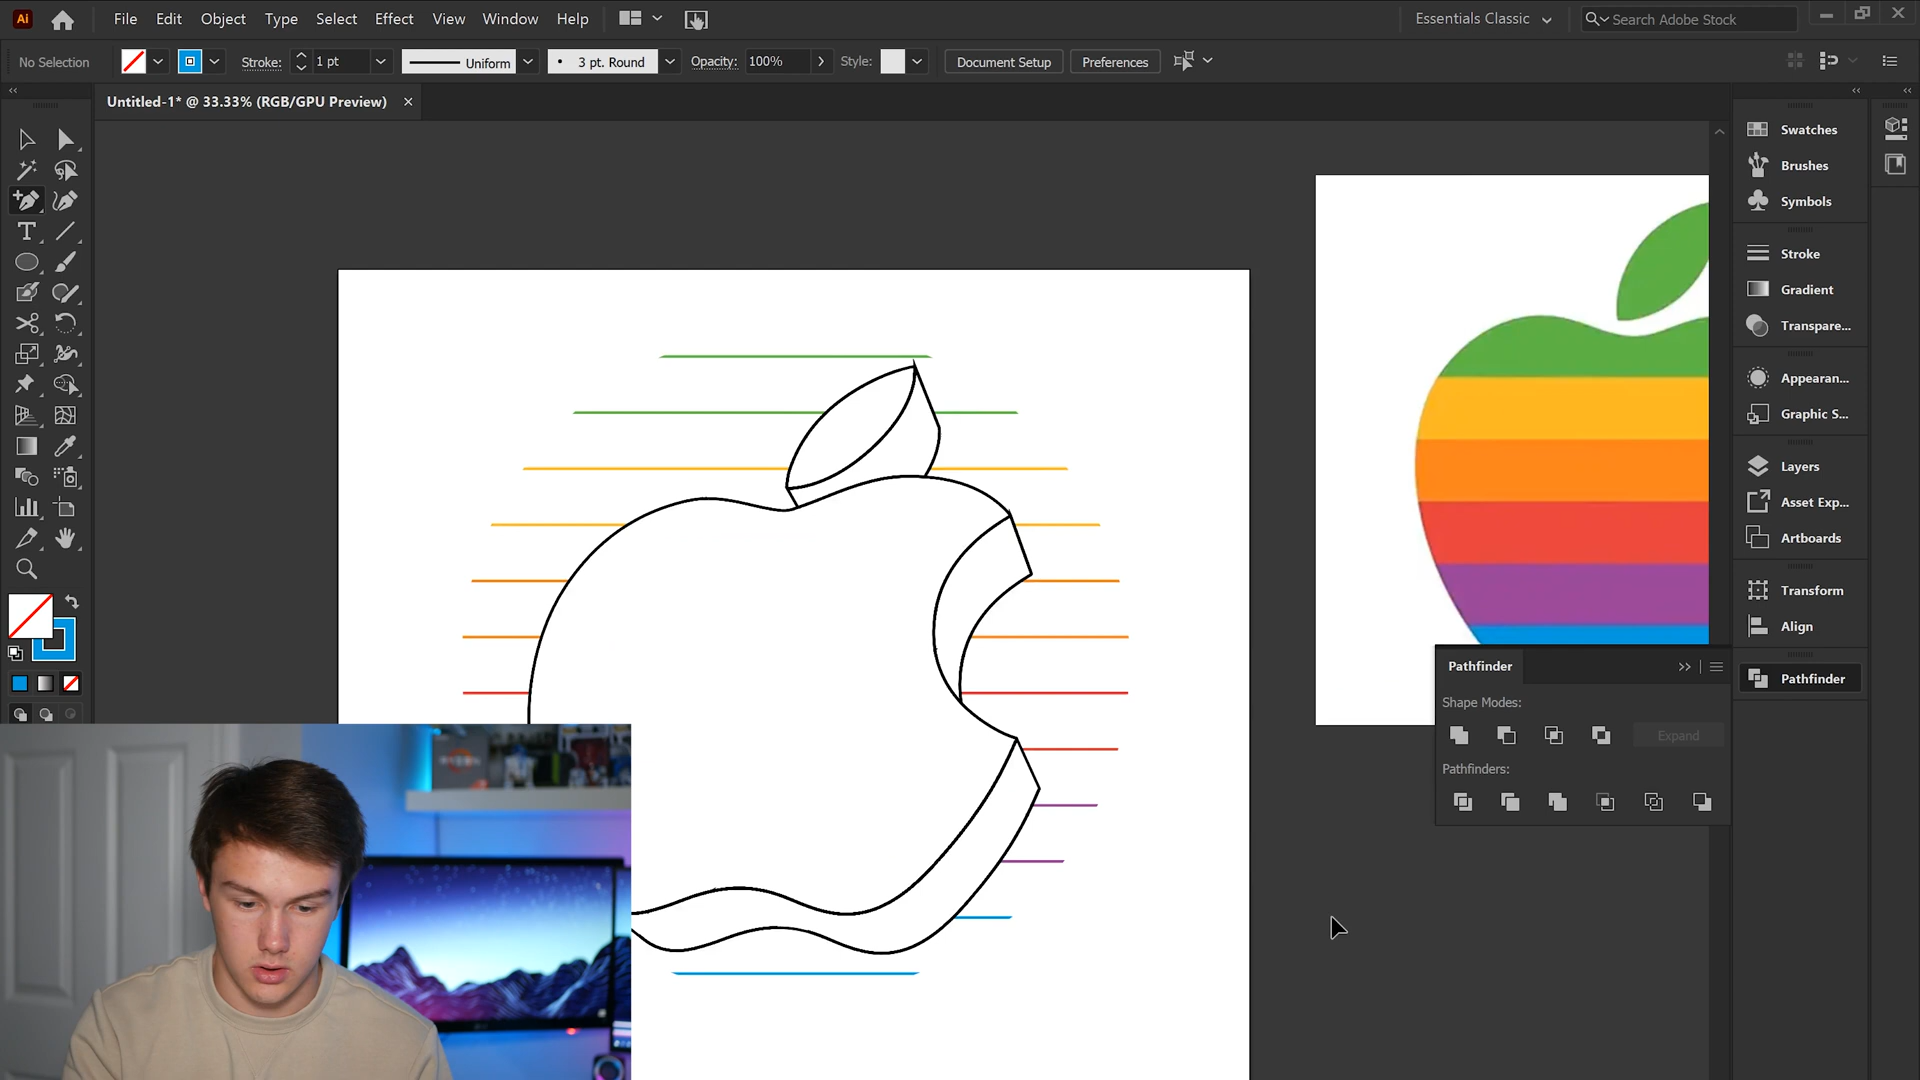 Ai File Edit Object Type Select Effect View Window Help Essentials Classic Search Adobe Stock
No Selection Stroke: 1 pt Uniform 3 pt. Round Opacity: 100% Style: Document Setup Preferences
Untitled-1* @ 33.33% (RGB/GPU Preview)
Swatches
Brushes
Symbols
Stroke
Gradient
Transpare...
Appearan...
Graphic S...
Layers
Asset Exp...
Artboards
Transform
Align
Pathfinder
Pathfinder
Shape Modes:
Expand
Pathfinders: